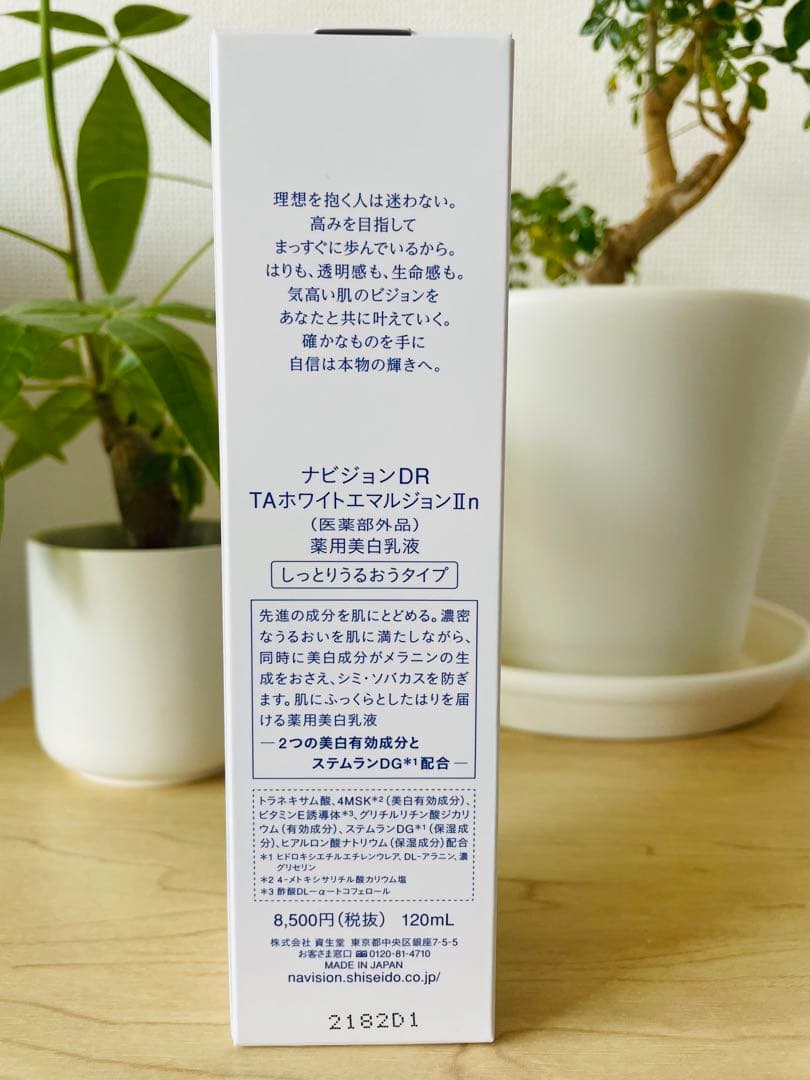 理想を抱く人は迷わない。
高みを目指して
まっすぐに歩んでいるから。
はりも、透明感も、生命感も。
気高い肌のビジョンを
あなたと共に叶えていく。
確かなものを手に
自信は本物の輝きへ。
ナビジョンDR
TAホワイトエマルジョンⅡn
(医薬部外品)
薬用美白乳液
しっとりうるおうタイプ
先進の成分を肌にとどめる。濃密
なうるおいを肌に満たしながら、
同時に美白成分がメラニンの生
成をおさえ、シミ・ソバカスを防ぎ
ます。肌にふっくらとしたはりを届
ける薬用美白乳液
― 2つの美白有効成分と
ステムランDG*1配合 ―
トラネキサム酸、4MSK*2(美白有効成分)、
ビタミンE誘導体*3、グリチルリチン酸ジカリ
ウム(有効成分)、ステムランDG*1(保湿成
分)、ヒアルロン酸ナトリウム(保湿成分)配合
*1 ヒドロキシエチルエチレンウレア、DL-アラニン、濃
グリセリン
*2 4-メトキシサリチル酸カリウム塩
*3 酢酸DL-α-トコフェロール
8,500円(税抜) 120mL
株式会社 資生堂 東京都中央区銀座7-5-5
お客さま窓口 0120-81-4710
MADE IN JAPAN
navision.shiseido.co.jp/
2182D1